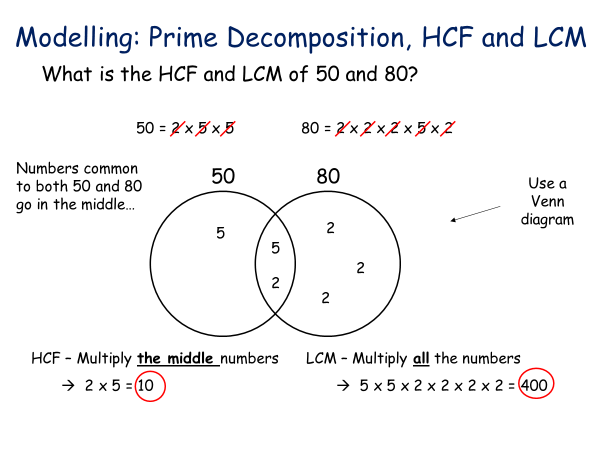 Modelling: Prime Decomposition, HCF and LCM
What is the HCF and LCM of 50 and 80?
50 = 2 x 5 x 5
80 = 2 x 2 x 2 x 5 x 2
Numbers common
to both 50 and 80
go in the middle…
50
80
Use a
Venn
diagram
5
2
5
2
2
2
HCF – Multiply the middle numbers
→ 2 x 5 = 10
LCM – Multiply all the numbers
→ 5 x 5 x 2 x 2 x 2 x 2 = 400